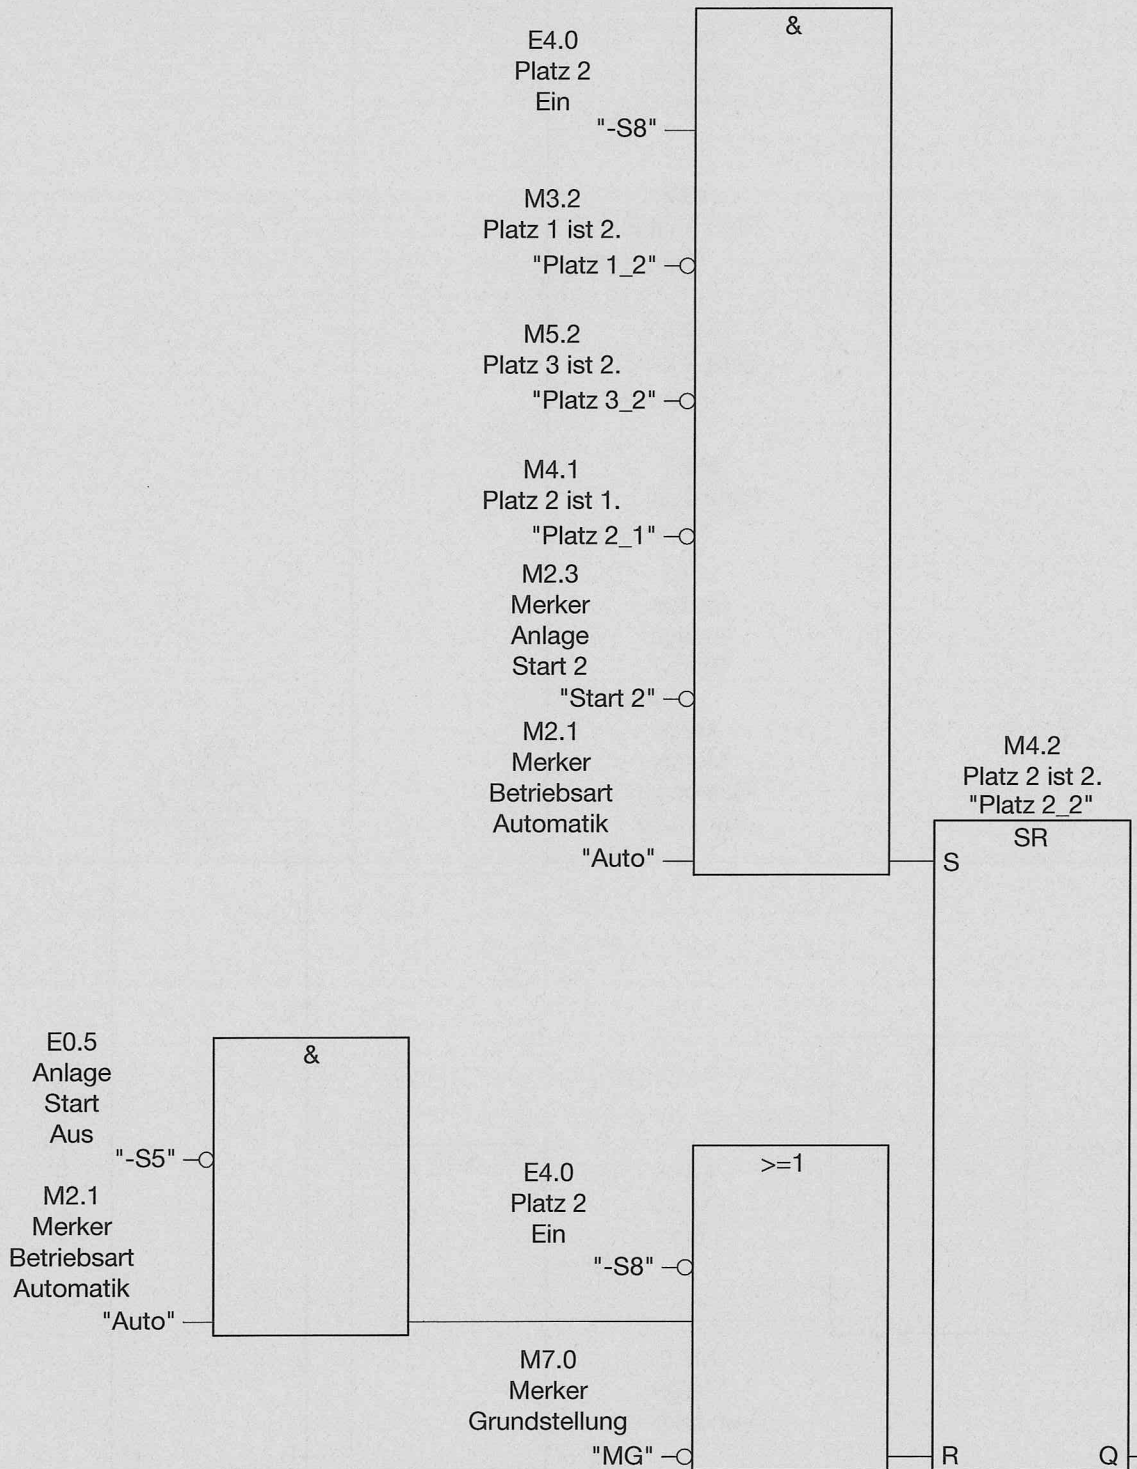 &
E4.0
Platz 2
Ein
"-S8"
M3.2
Platz 1 ist 2.
"Platz 1_2"
M5.2
Platz 3 ist 2.
"Platz 3_2"
M4.1
Platz 2 ist 1.
"Platz 2_1"
M2.3
Merker
Anlage
Start 2
"Start 2"
M2.1
Merker
Betriebsart
Automatik
"Auto"
M4.2
Platz 2 ist 2.
"Platz 2_2"
SR
S
E0.5
Anlage
Start
Aus
"-S5"
&
M2.1
Merker
Betriebsart
Automatik
"Auto"
>=1
E4.0
Platz 2
Ein
"-S8"
M7.0
Merker
Grundstellung
"MG"
R
Q